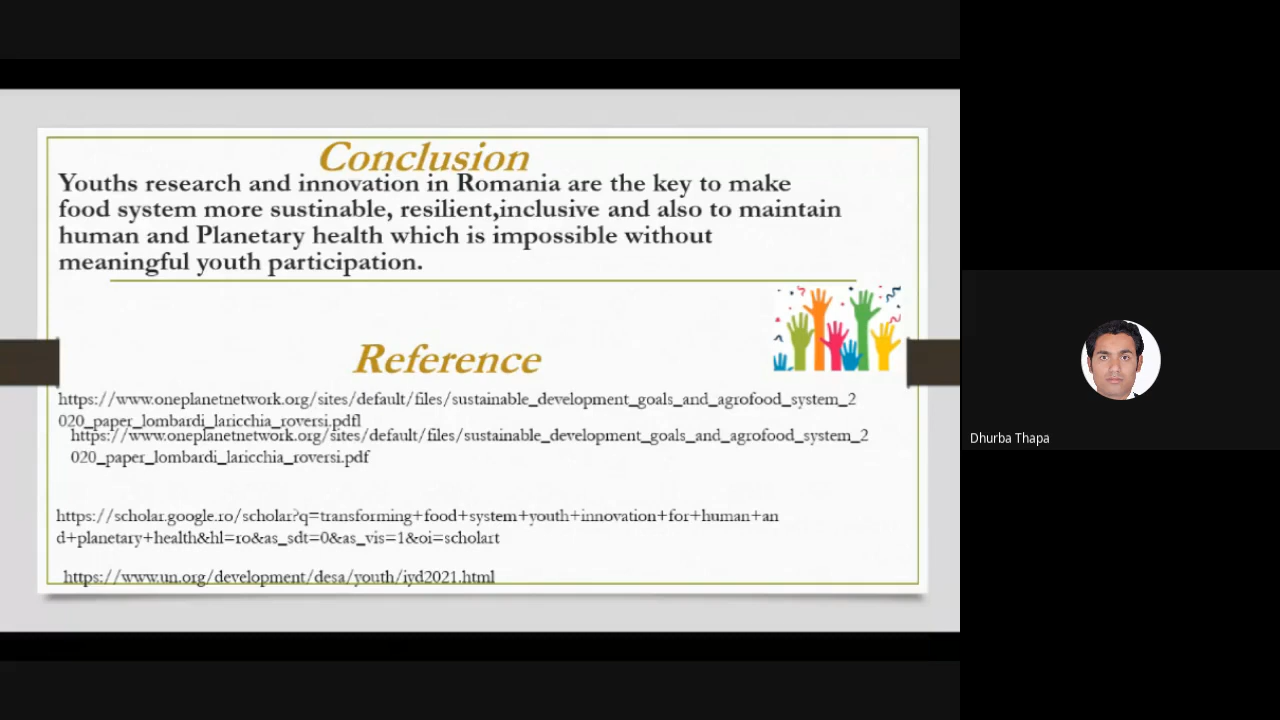 Conclusion
Youths research and innovation in Romania are the key to make
food system more sustinable, resilient,inclusive and also to maintain
human and Planetary health which is impossible without
meaningful youth participation.
Reference
https://www.oneplanetnetwork.org/sites/default/files/sustainable_development_goals_and_agrofood_system_2
020_paper_lombardi_laricchia_roversi.pdfl
https://www.oneplanetnetwork.org/sites/default/files/sustainable_development_goals_and_agrofood_system_2
020_paper_lombardi_laricchia_roversi.pdf
https://scholar.google.ro/scholar?q=transforming+food+system+youth+innovation+for+human+an
d+planetary+health&hl=ro&as_sdt=0&as_vis=1&oi=scholart
https://www.un.org/development/desa/youth/iyd2021.html
Dhurba Thapa